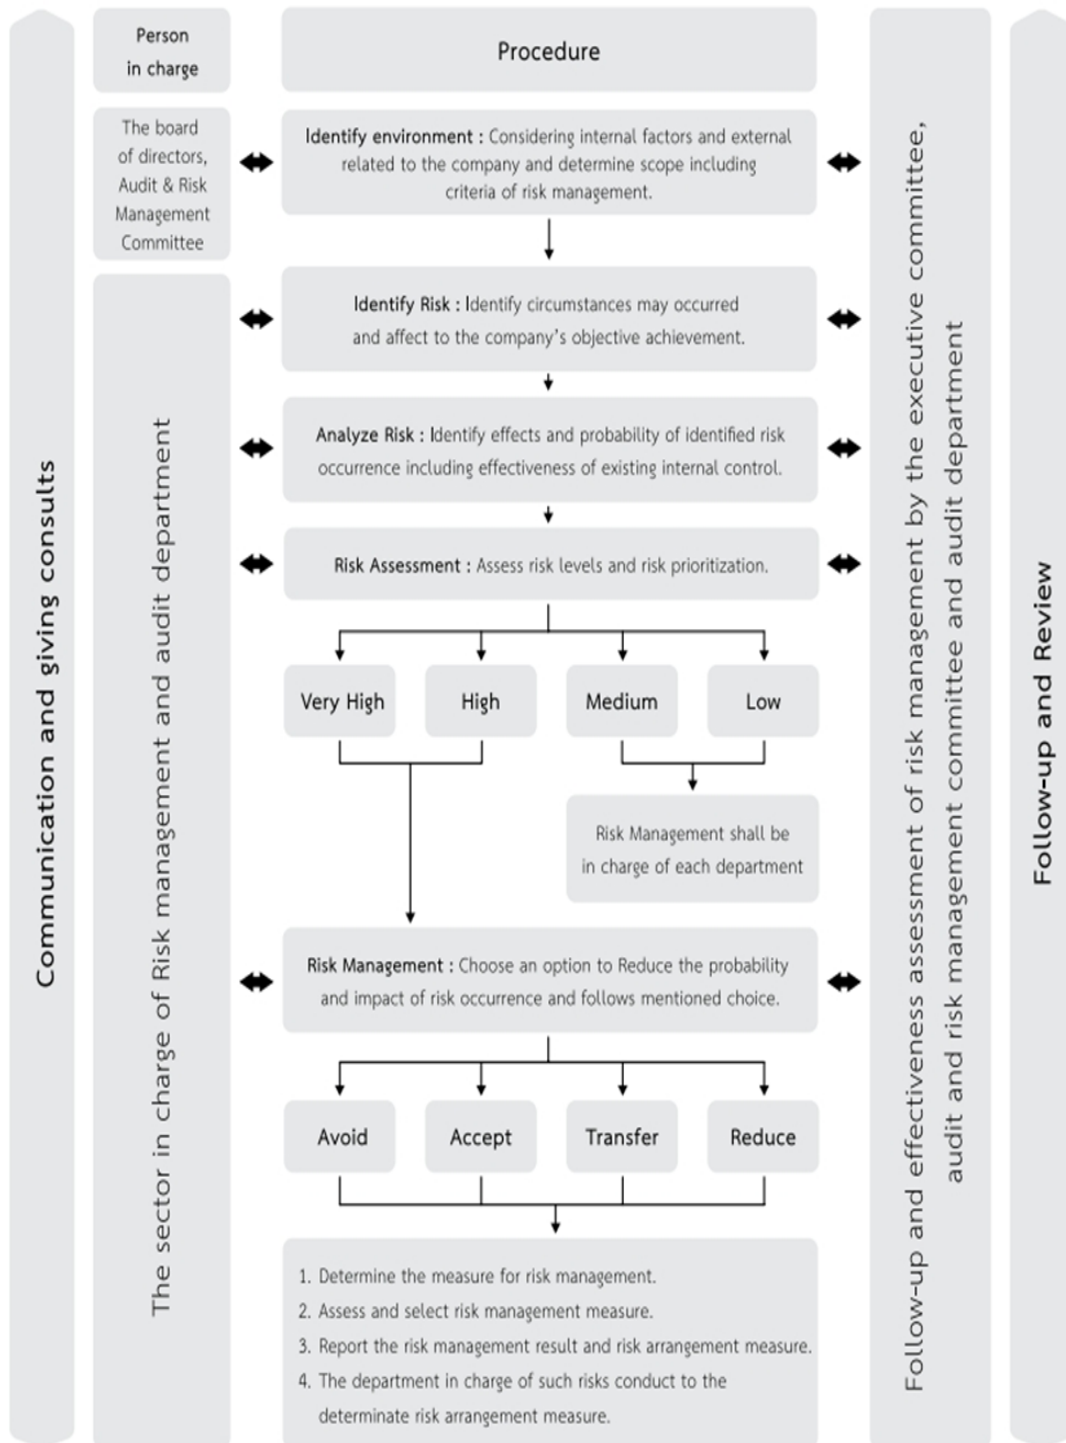 Person
in charge
Procedure
The board
of directors,
Audit & Risk
Management
Committee
Identify environment : Considering internal factors and external
related to the company and determine scope including
criteria of risk management.
Identify Risk : Identify circumstances may occurred
and affect to the company's objective achievement.
Analyze Risk : Identify effects and probability of identified risk
occurrence including effectiveness of existing internal control.
Risk Assessment : Assess risk levels and risk prioritization.
Very High
High
Medium
Low
Risk Management shall be
in charge of each department
Risk Management : Choose an option to Reduce the probability
and impact of risk occurrence and follows mentioned choice.
Avoid
Accept
Transfer
Reduce
1. Determine the measure for risk management.
2. Assess and select risk management measure.
3. Report the risk management result and risk arrangement measure.
4. The department in charge of such risks conduct to the
determinate risk arrangement measure.
Communication and giving consults
The sector in charge of Risk management and audit department
Follow-up and effectiveness assessment of risk management by the executive committee,
audit and risk management committee and audit department
Follow-up and Review